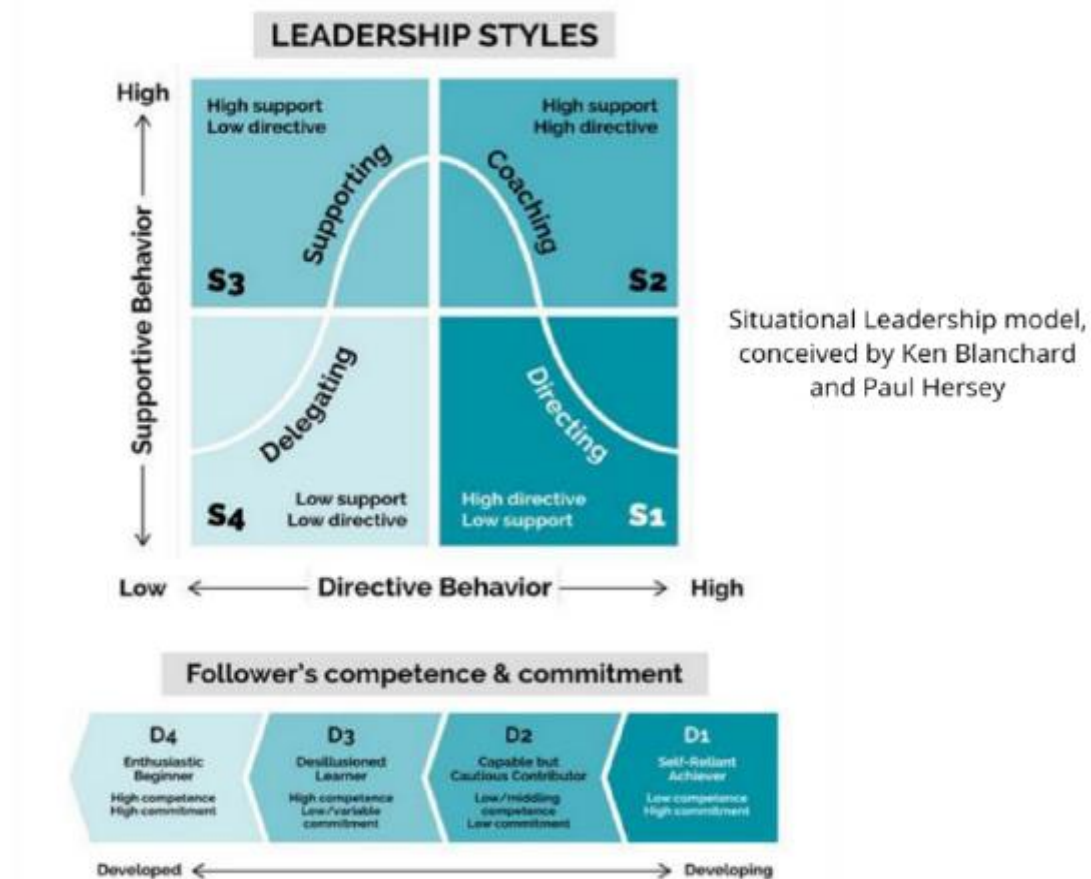 LEADERSHIP STYLES
High
High support
Low directive
High support
High directive
Supporting
Coaching
S3
S2
Supportive Behavior
Situational Leadership model,
conceived by Ken Blanchard
and Paul Hersey
Delegating
Directing
S4
Low support
Low directive
High directive
Low support
S1
Low
Directive Behavior
High
Follower's competence & commitment
D4
Enthusiastic
Beginner
High competence
High commitment
D3
Desillusioned
Learner
High competence
Low/variable
commitment
D2
Capable but
Cautious Contributor
Low/middling
competence
Low commitment
D1
Self-Reliant
Achiever
Low competence
High commitment
Developed
Developing